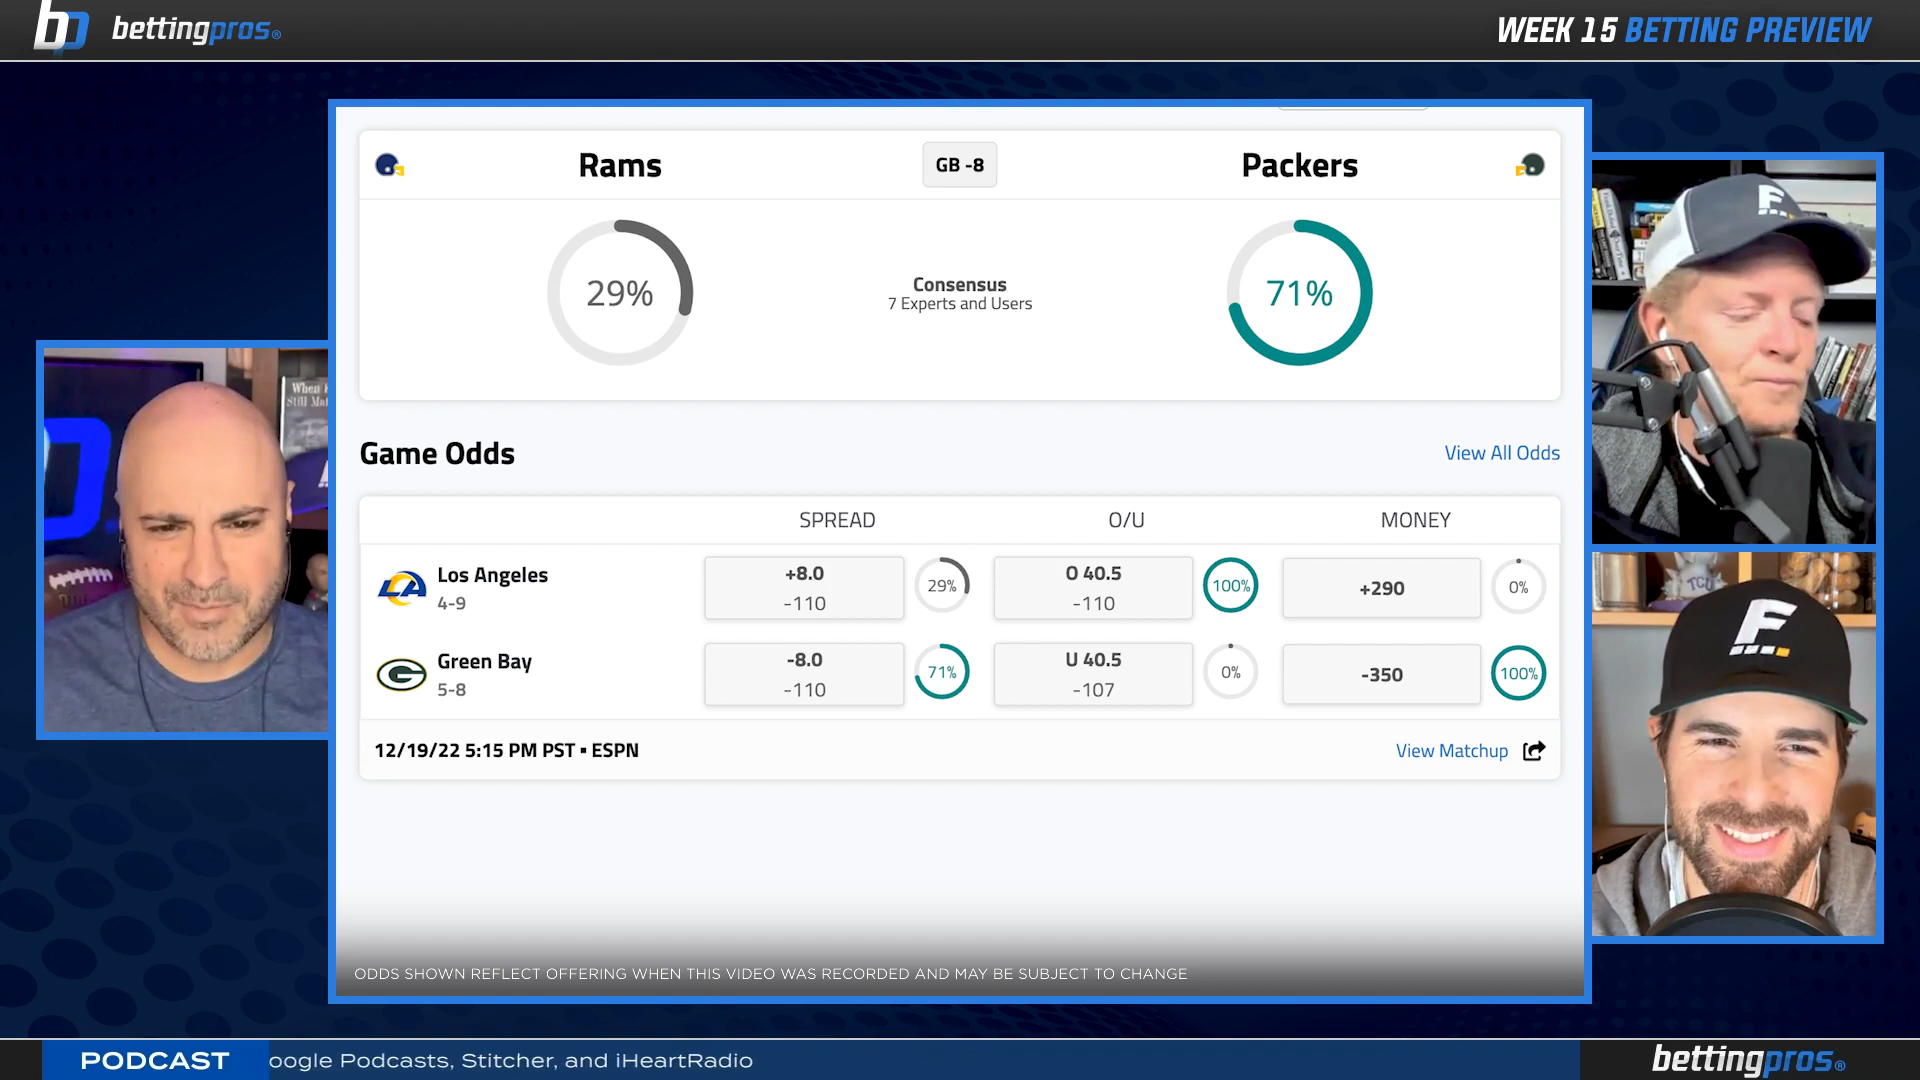 bp bettingpros®
WEEK 15 BETTING PREVIEW
Rams
GB -8
Packers
29%
Consensus
7 Experts and Users
71%
Game Odds
View All Odds
SPREAD
O/U
MONEY
Los Angeles
4-9
+8.0
-110
29%
O 40.5
-110
100%
+290
0%
Green Bay
5-8
-8.0
-110
71%
U 40.5
-107
0%
-350
100%
12/19/22 5:15 PM PST ▪ ESPN
View Matchup
ODDS SHOWN REFLECT OFFERING WHEN THIS VIDEO WAS RECORDED AND MAY BE SUBJECT TO CHANGE
When
Still
F
TCU
F
PODCAST
oogle Podcasts, Stitcher, and iHeartRadio
bettingpros®